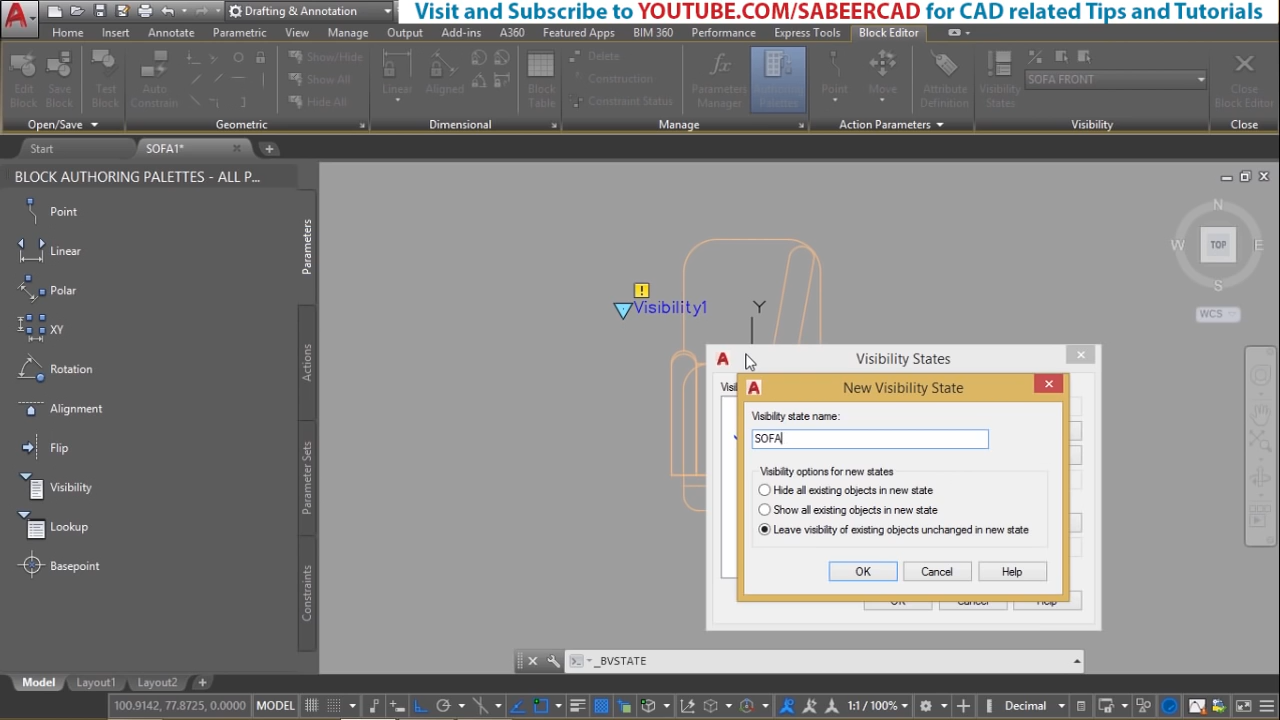 Visit and Subscribe to YOUTUBE.COM/SABEERCAD for CAD related Tips and Tutorials
Drafting & Annotation
Home Insert Annotate Parametric View Manage Output Add-ins A360 Featured Apps BIM 360 Performance Express Tools Block Editor
Edit Block
Save Block
Test Block
Auto Constrain
Show/Hide
Show All
Hide All
Linear
Aligned
Block Table
Delete
Construction
Constraint Status
Parameters Manager
Authoring Palettes
Point
Move
Attribute Definition
Visibility States
SOFA FRONT
Close Block Editor
Open/Save Geometric Dimensional Manage Action Parameters Visibility Close
Start SOFA1*
BLOCK AUTHORING PALETTES - ALL P...
Point
Linear
Polar
XY
Rotation
Alignment
Flip
Visibility
Lookup
Basepoint
Parameters
Actions
Parameter Sets
Constraints
N
W TOP E
S
WCS
!
Visibility1
Y
Visibility States
New Visibility State
Visibility state name:
SOFA
Visibility options for new states
Hide all existing objects in new state
Show all existing objects in new state
Leave visibility of existing objects unchanged in new state
OK Cancel Help
OK Cancel Help
_BVSTATE
Model Layout1 Layout2
100.9142, 77.8725, 0.0000 MODEL 1:1 / 100% Decimal